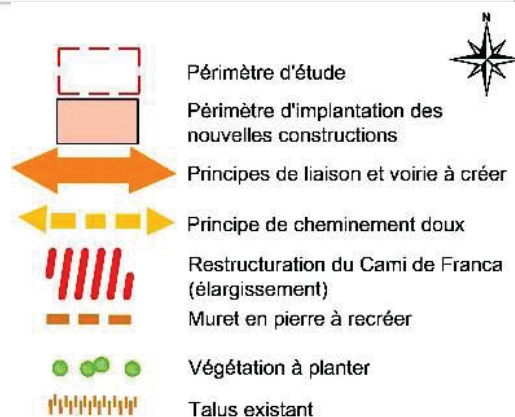 N
Périmètre d'étude
Périmètre d'implantation des
nouvelles constructions
Principes de liaison et voirie à créer
Principe de cheminement doux
Restructuration du Cami de Franca
(élargissement)
Muret en pierre à recréer
Végétation à planter
Talus existant